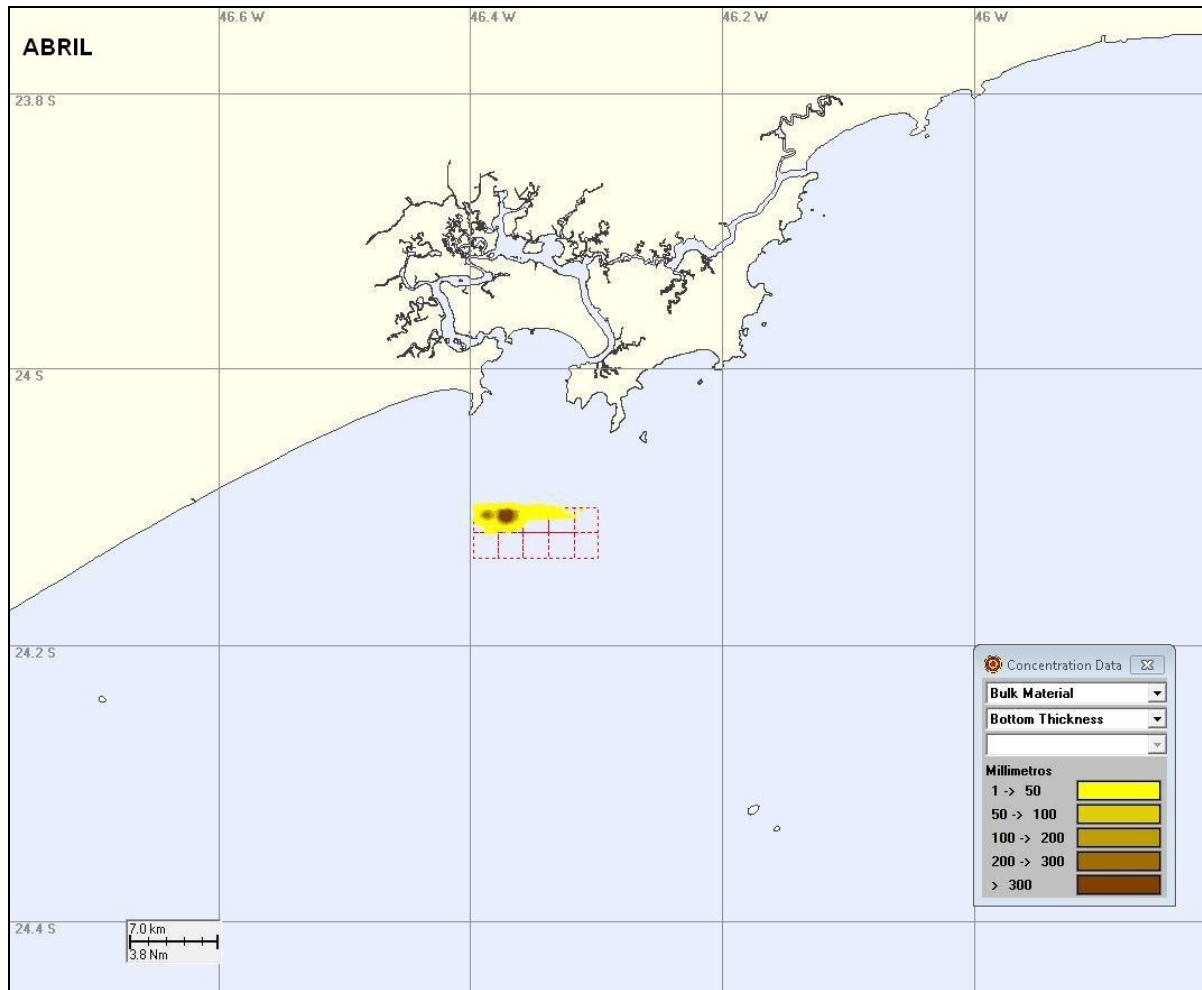 46.6 W
46.4 W
46.2 W
46 W
ABRIL
23.8 S
24 S
24.2 S
24.4 S
7.0 km
3.8 Nm
Concentration Data
Bulk Material
Bottom Thickness
Millimetros
1 -> 50
50 -> 100
100 -> 200
200 -> 300
> 300